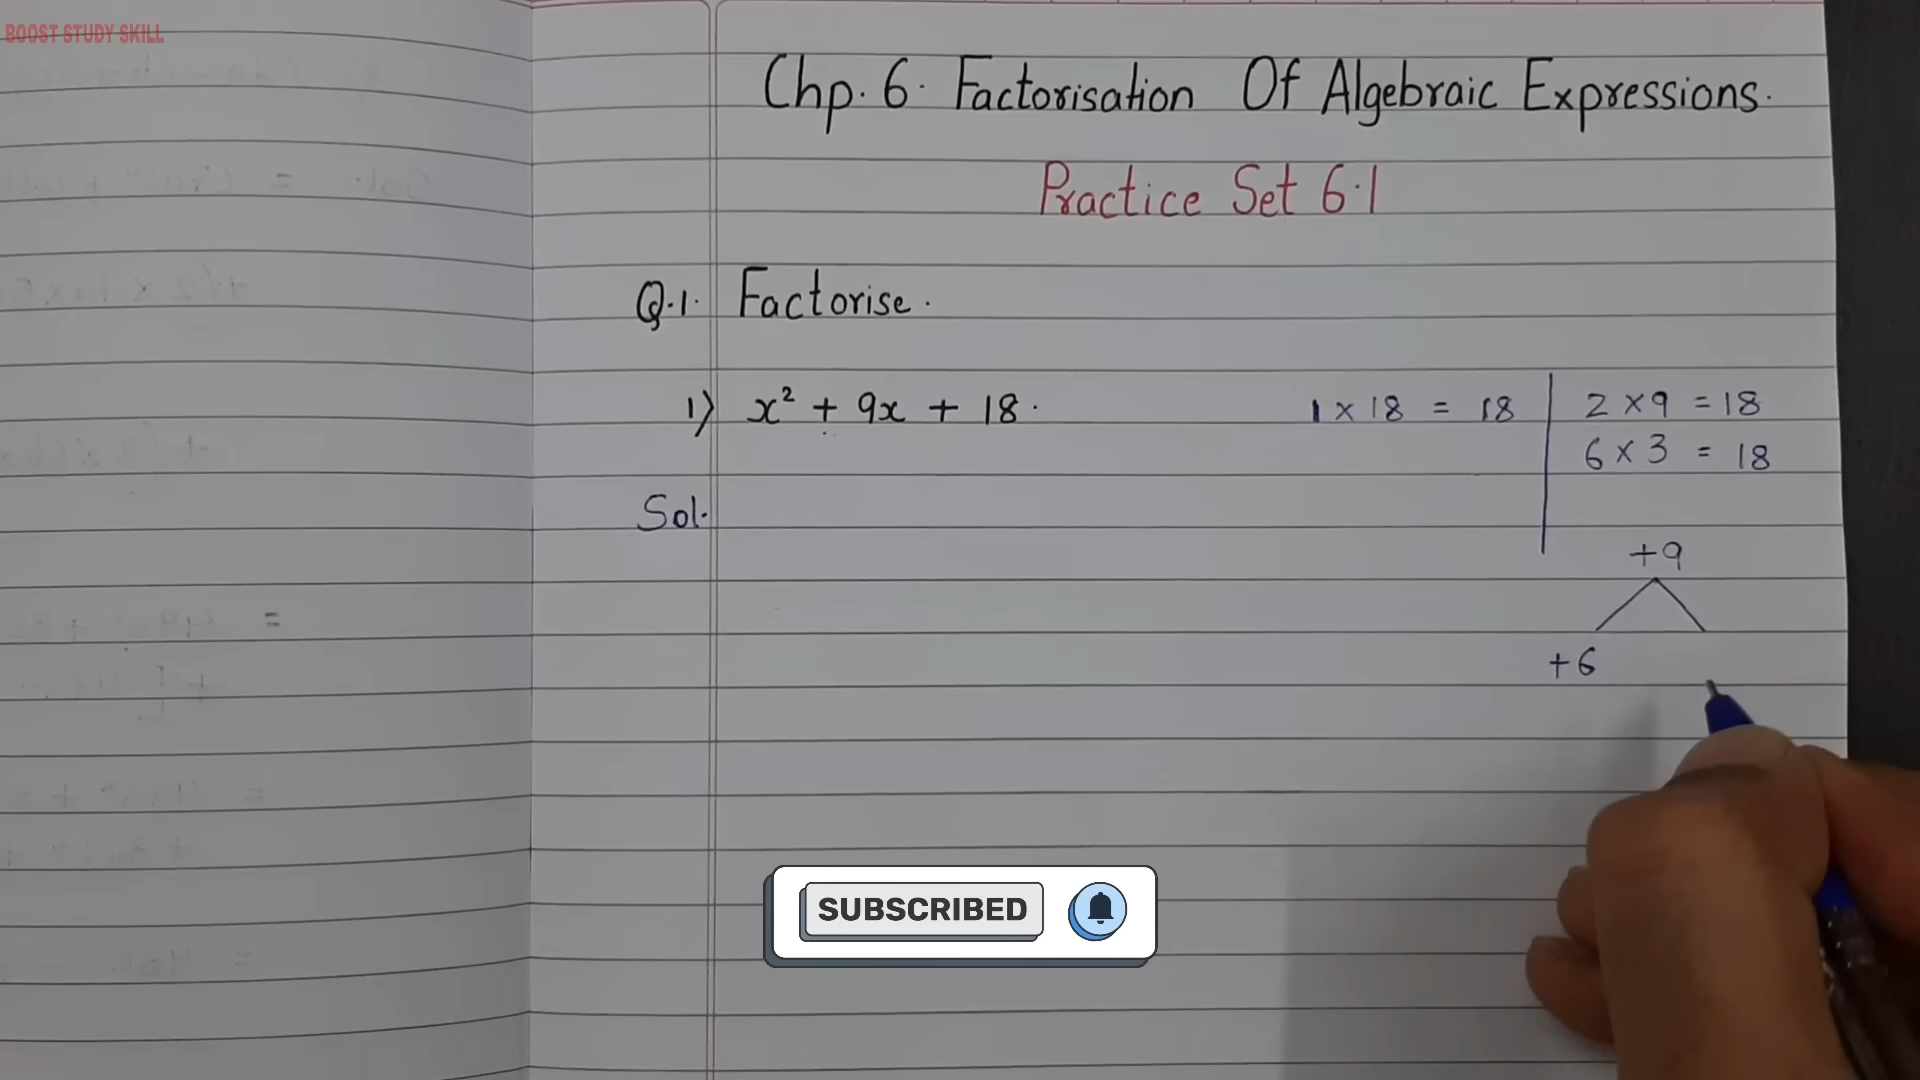 BOOST STUDY SKILL
Chp. 6. Factorisation Of Algebraic Expressions.
Practice Set 6.1
Q.1. Factorise.
1) x² + 9x + 18.
1 x 18 = 18
2 x 9 = 18
6 x 3 = 18
Sol.
+9
+6
SUBSCRIBED